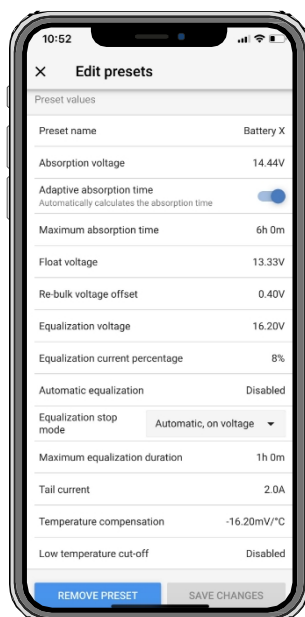 10:52
× Edit presets
Preset values
Preset name Battery X
Absorption voltage 14.44V
Adaptive absorption time
Automatically calculates the absorption time
Maximum absorption time 6h 0m
Float voltage 13.33V
Re-bulk voltage offset 0.40V
Equalization voltage 16.20V
Equalization current percentage 8%
Automatic equalization Disabled
Equalization stop
mode Automatic, on voltage
Maximum equalization duration 1h 0m
Tail current 2.0A
Temperature compensation -16.20mV/°C
Low temperature cut-off Disabled
REMOVE PRESET SAVE CHANGES